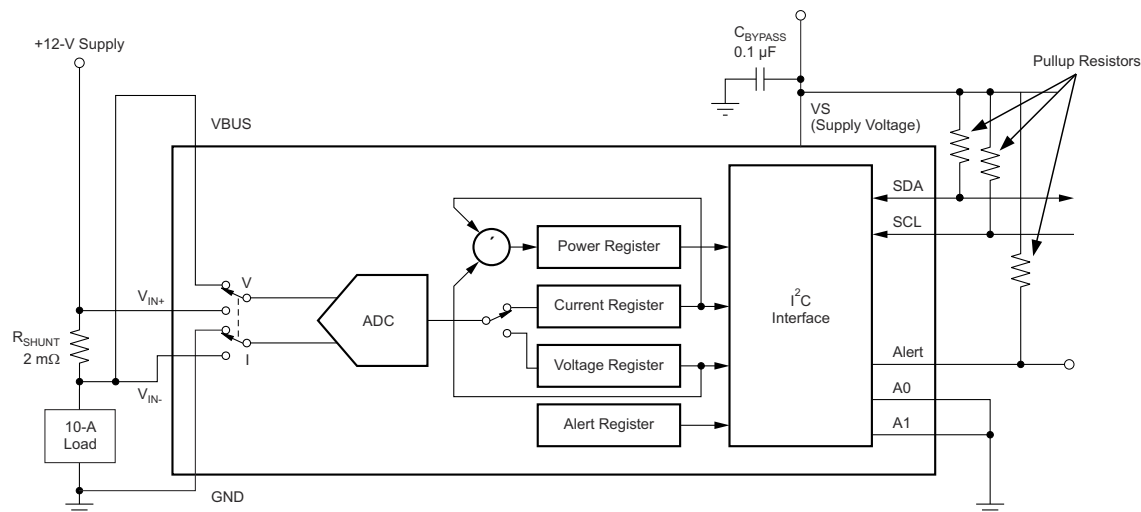 +12-V Supply
C_BYPASS
0.1 µF
Pullup Resistors
VBUS
VS
(Supply Voltage)
SDA
SCL
Power Register
V
V_IN+
ADC
Current Register
I²C
Interface
R_SHUNT
2 mΩ
I
Voltage Register
Alert
V_IN-
A0
10-A
Load
Alert Register
A1
GND